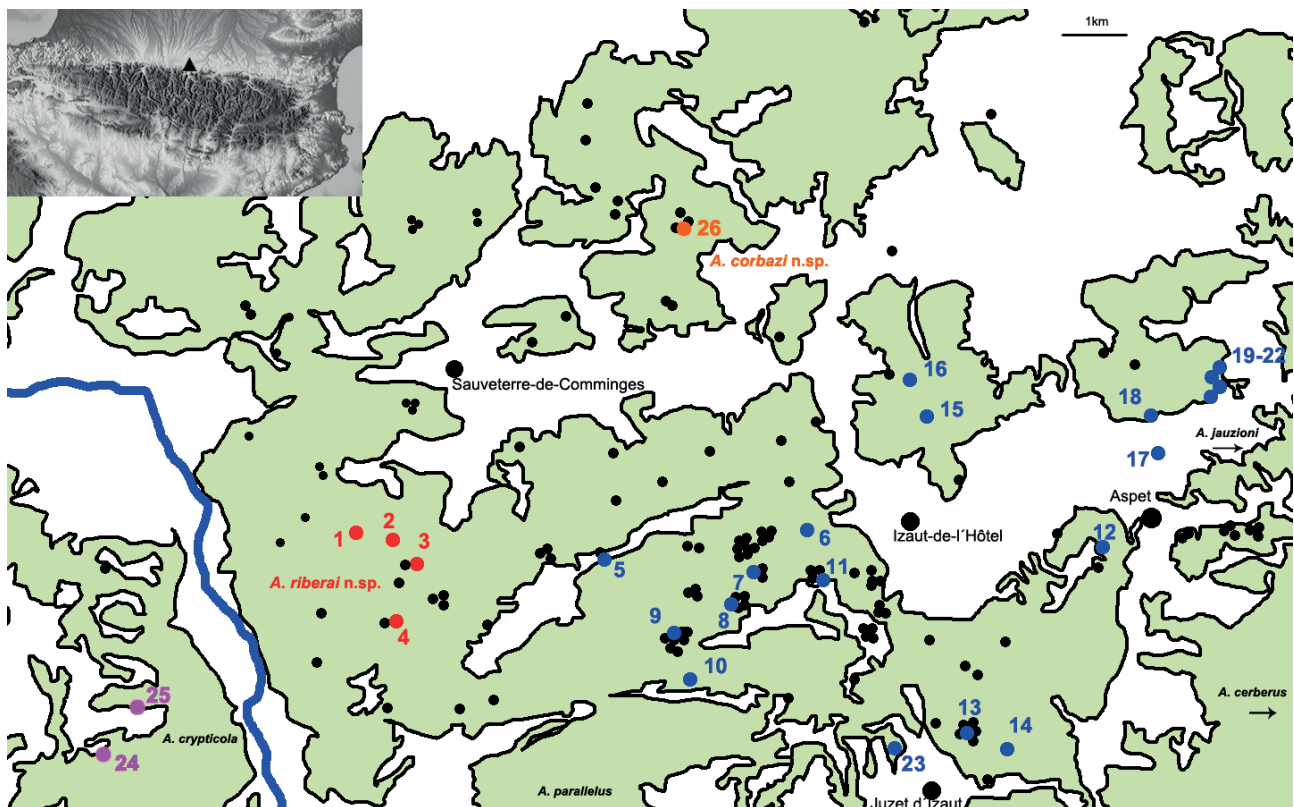 1km
26
A. corbazi n.sp.
Sauveterre-de-Comminges
16
15
19-22
18
17
A. jauzioni
Aspet
Izaut-de-l´Hôtel
12
1
2
3
A. riberai n.sp.
4
5
6
7
11
8
9
10
25
A. crypticola
24
A. cerberus
13
14
23
A. parallelus
Juzet d´Izaut